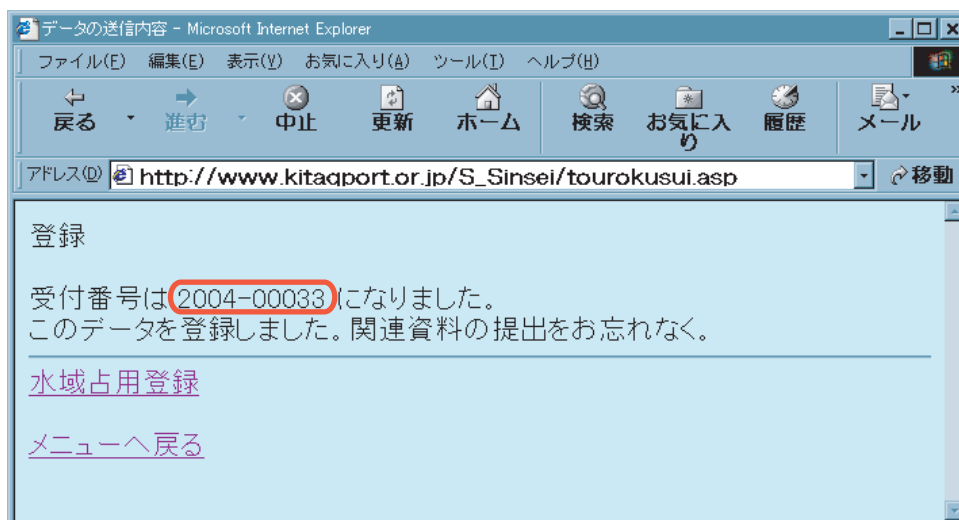 データの送信内容 - Microsoft Internet Explorer
ファイル(F) 編集(E) 表示(V) お気に入り(A) ツール(T) ヘルプ(H)
戻る 進む 中止 更新 ホーム 検索 お気に入り 履歴 メール »
アドレス(D) http://www.kitaqport.or.jp/S_Sinsei/tourokusui.asp 移動
登録
受付番号は 2004-00033 になりました。
このデータを登録しました。関連資料の提出をお忘れなく。
水域占用登録
メニューへ戻る